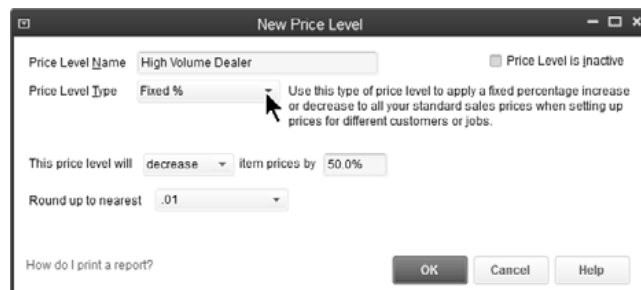 New Price Level
Price Level Name High Volume Dealer Price Level is inactive
Price Level Type Fixed % Use this type of price level to apply a fixed percentage increase
or decrease to all your standard sales prices when setting up
prices for different customers or jobs.
This price level will decrease item prices by 50.0%
Round up to nearest .01
How do I print a report? OK Cancel Help